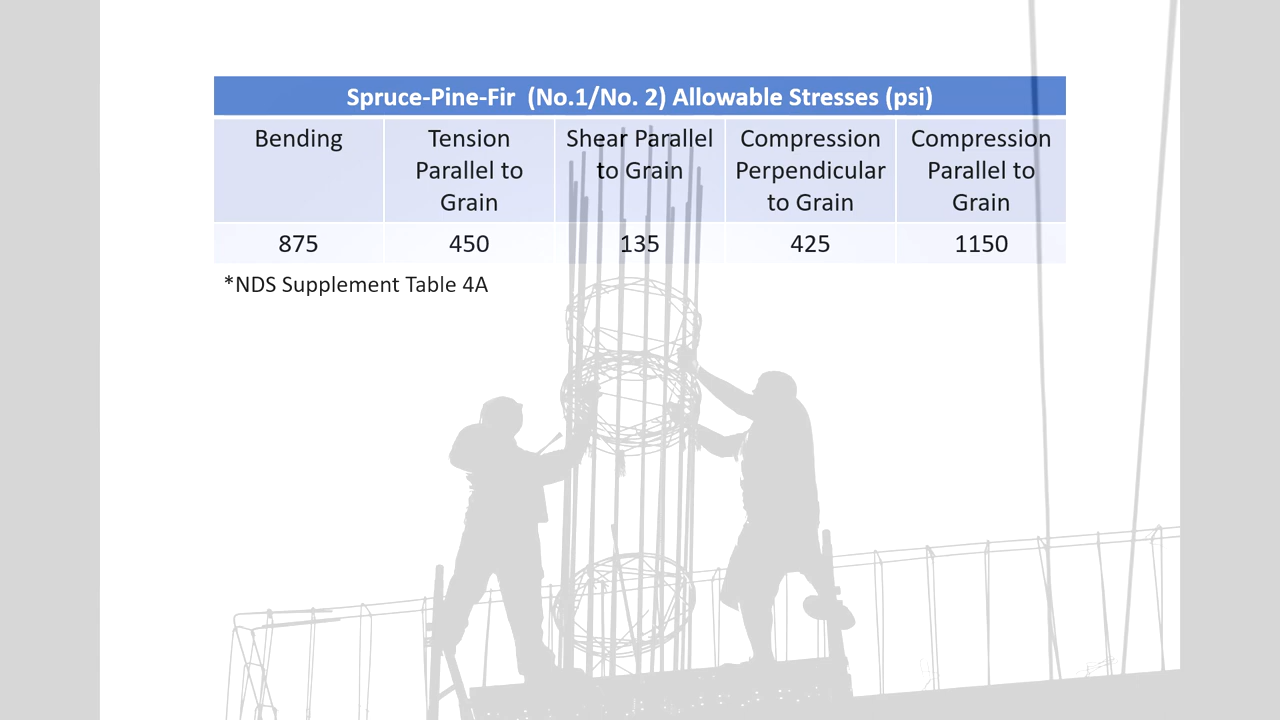 Spruce-Pine-Fir (No.1/No. 2) Allowable Stresses (psi)
Bending
Tension
Parallel to
Grain
Shear Parallel
to Grain
Compression
Perpendicular
to Grain
Compression
Parallel to
Grain
875
450
135
425
1150
*NDS Supplement Table 4A